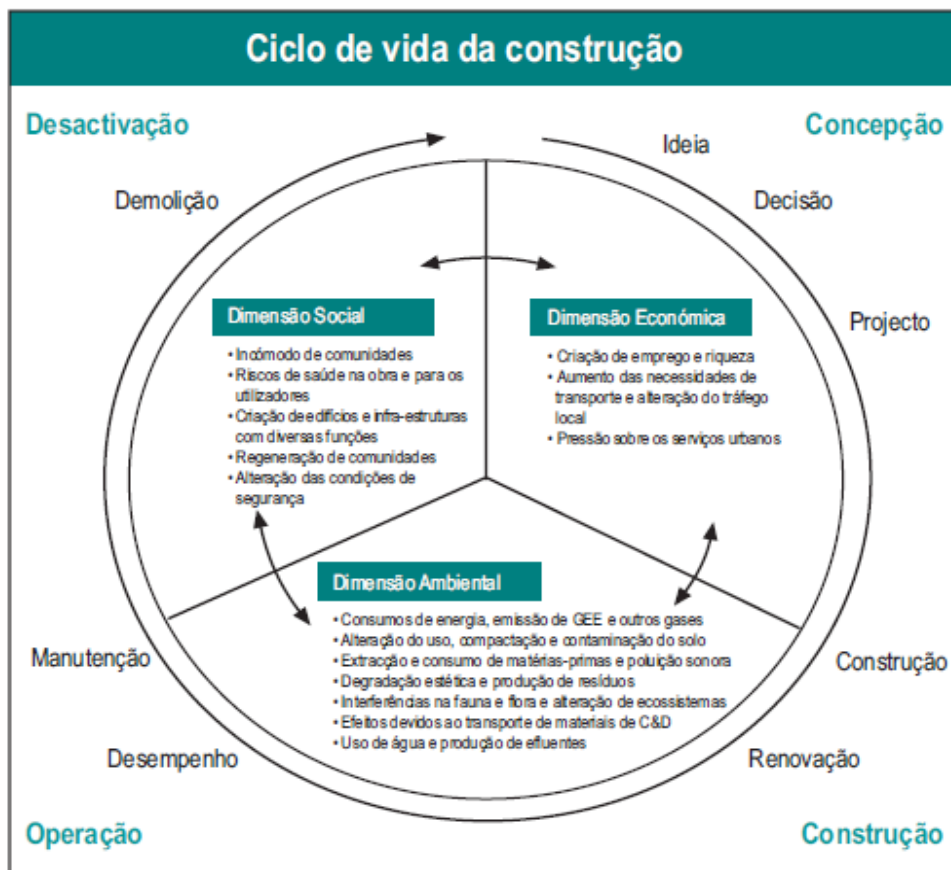 Ciclo de vida da construção
Desactivação
Concepção
Ideia
Demolição
Decisão
Projecto
Dimensão Social
• Incómodo de comunidades
• Riscos de saúde na obra e para os
utilizadores
• Criação de edifícios e infra-estruturas
com diversas funções
• Regeneração de comunidades
• Alteração das condições de
segurança
Dimensão Económica
• Criação de emprego e riqueza
• Aumento das necessidades de
transporte e alteração do tráfego
local
• Pressão sobre os serviços urbanos
Dimensão Ambiental
• Consumos de energia, emissão de GEE e outros gases
• Alteração do uso, compactação e contaminação do solo
• Extracção e consumo de matérias-primas e poluição sonora
• Degradação estética e produção de resíduos
• Interferências na fauna e flora e alteração de ecossistemas
• Efeitos devidos ao transporte de materiais de C&D
• Uso de água e produção de efluentes
Manutenção
Construção
Desempenho
Renovação
Operação
Construção